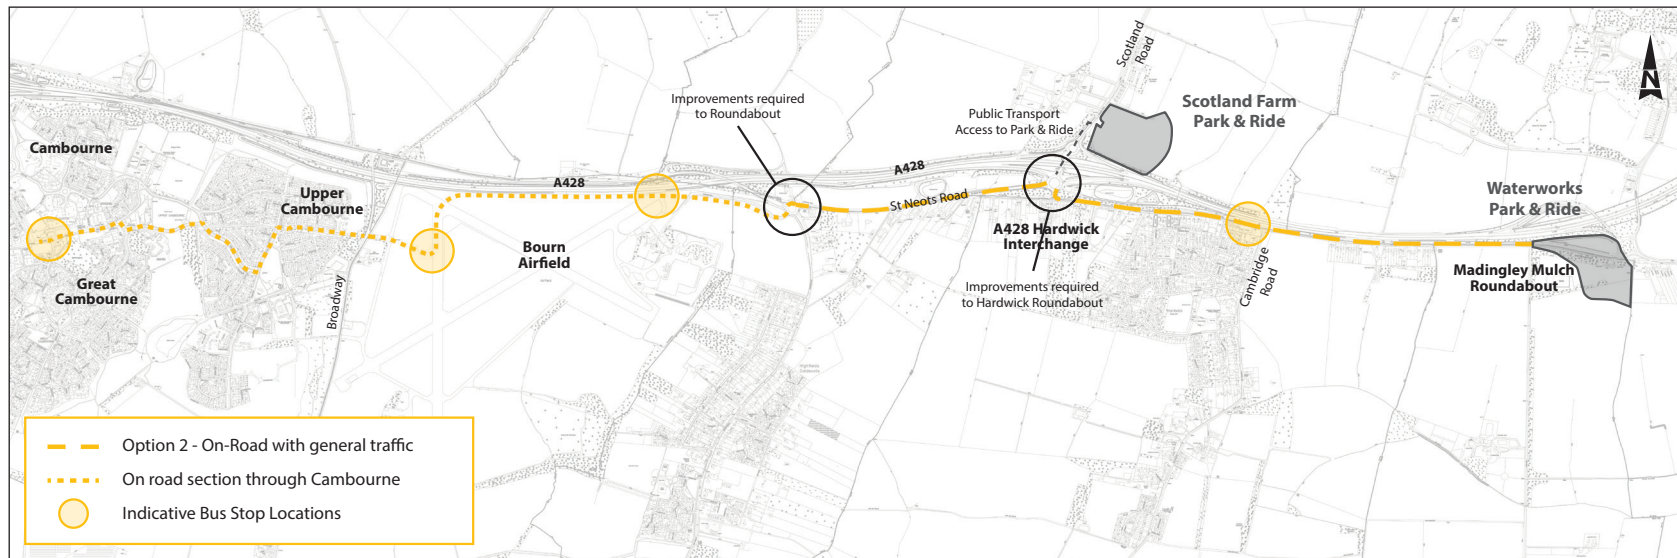 Scotland
Road
Improvements required
to Roundabout
Public Transport
Access to Park & Ride
Scotland Farm
Park & Ride
N
Cambourne
A428
A428
Upper
Cambourne
St Neots Road
Waterworks
Park & Ride
A428 Hardwick
Interchange
Bourn
Airfield
Great
Cambourne
Broadway
Improvements required
to Hardwick Roundabout
Cambridge
Road
Madingley Mulch
Roundabout
Option 2 - On-Road with general traffic
On road section through Cambourne
Indicative Bus Stop Locations